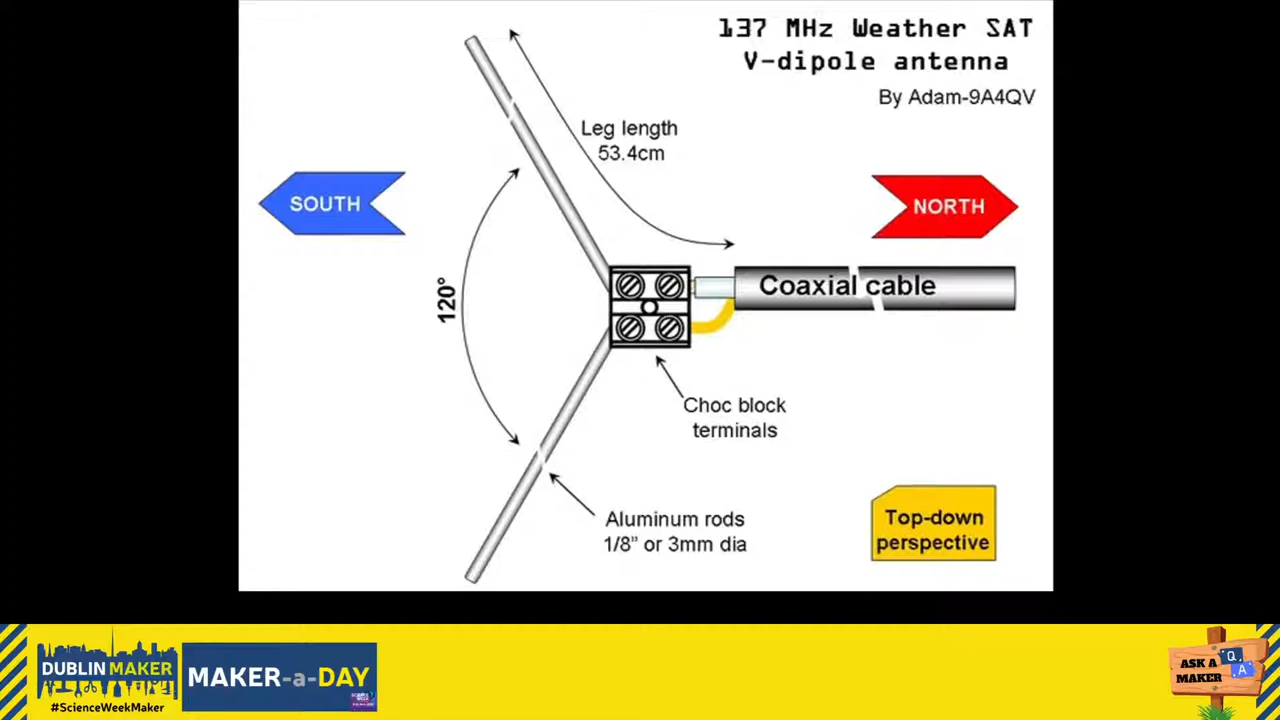 137 MHz Weather SAT
V-dipole antenna
By Adam-9A4QV
Leg length
53.4cm
SOUTH
NORTH
120°
Coaxial cable
Choc block
terminals
Aluminum rods
1/8” or 3mm dia
Top-down
perspective
DUBLIN MAKER
#ScienceWeekMaker
MAKER-a-DAY
ASK A
MAKER
Q
A